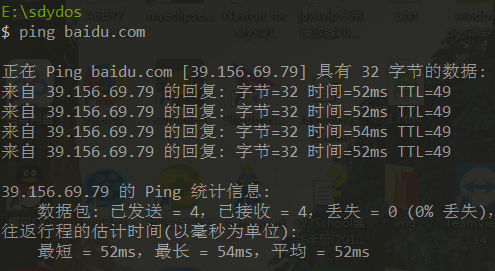 E:\sdydos
$ ping baidu.com
正在 Ping baidu.com [39.156.69.79] 具有 32 字节的数据:
来自 39.156.69.79 的回复: 字节=32 时间=52ms TTL=49
来自 39.156.69.79 的回复: 字节=32 时间=52ms TTL=49
来自 39.156.69.79 的回复: 字节=32 时间=54ms TTL=49
来自 39.156.69.79 的回复: 字节=32 时间=52ms TTL=49
39.156.69.79 的 Ping 统计信息:
数据包: 已发送 = 4，已接收 = 4，丢失 = 0 (0% 丢失)，
往返行程的估计时间(以毫秒为单位):
最短 = 52ms，最长 = 54ms，平均 = 52ms